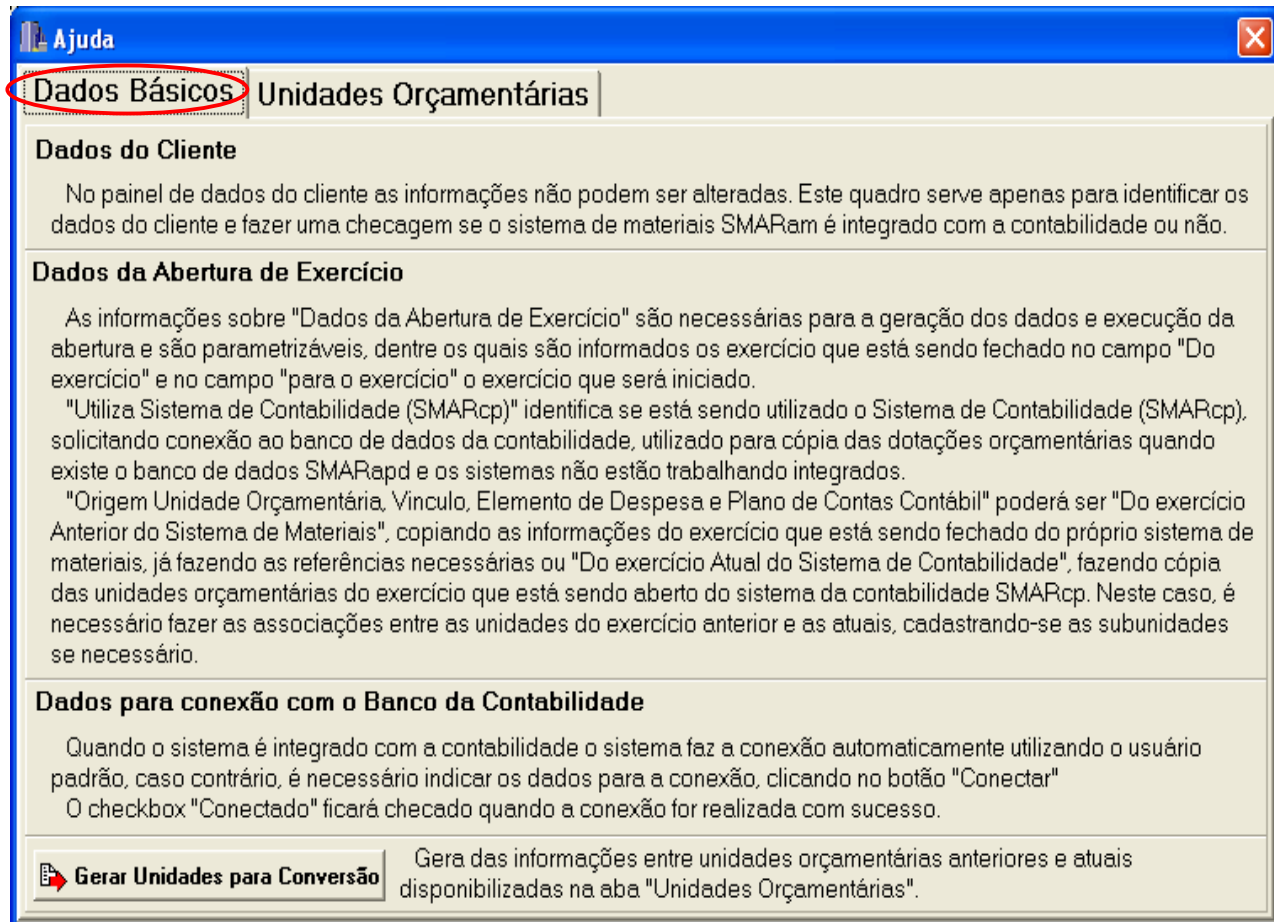 Ajuda
Dados Básicos Unidades Orçamentárias
Dados do Cliente
No painel de dados do cliente as informações não podem ser alteradas. Este quadro serve apenas para identificar os
dados do cliente e fazer uma checagem se o sistema de materiais SMARam é integrado com a contabilidade ou não.
Dados da Abertura de Exercício
As informações sobre "Dados da Abertura de Exercício" são necessárias para a geração dos dados e execução da
abertura e são parametrizáveis, dentre os quais são informados os exercício que está sendo fechado no campo "Do
exercício" e no campo "para o exercício" o exercício que será iniciado.
"Utiliza Sistema de Contabilidade (SMARcp)" identifica se está sendo utilizado o Sistema de Contabilidade (SMARcp),
solicitando conexão ao banco de dados da contabilidade, utilizado para cópia das dotações orçamentárias quando
existe o banco de dados SMARapd e os sistemas não estão trabalhando integrados.
"Origem Unidade Orçamentária, Vinculo, Elemento de Despesa e Plano de Contas Contábil" poderá ser "Do exercício
Anterior do Sistema de Materiais", copiando as informações do exercício que está sendo fechado do próprio sistema de
materiais, já fazendo as referências necessárias ou "Do exercício Atual do Sistema de Contabilidade", fazendo cópia
das unidades orçamentárias do exercício que está sendo aberto do sistema da contabilidade SMARcp. Neste caso, é
necessário fazer as associações entre as unidades do exercício anterior e as atuais, cadastrando-se as subunidades
se necessário.
Dados para conexão com o Banco da Contabilidade
Quando o sistema é integrado com a contabilidade o sistema faz a conexão automaticamente utilizando o usuário
padrão, caso contrário, é necessário indicar os dados para a conexão, clicando no botão "Conectar"
O checkbox "Conectado" ficará checado quando a conexão for realizada com sucesso.
Gerar Unidades para Conversão
Gera das informações entre unidades orçamentárias anteriores e atuais
disponibilizadas na aba "Unidades Orçamentárias".